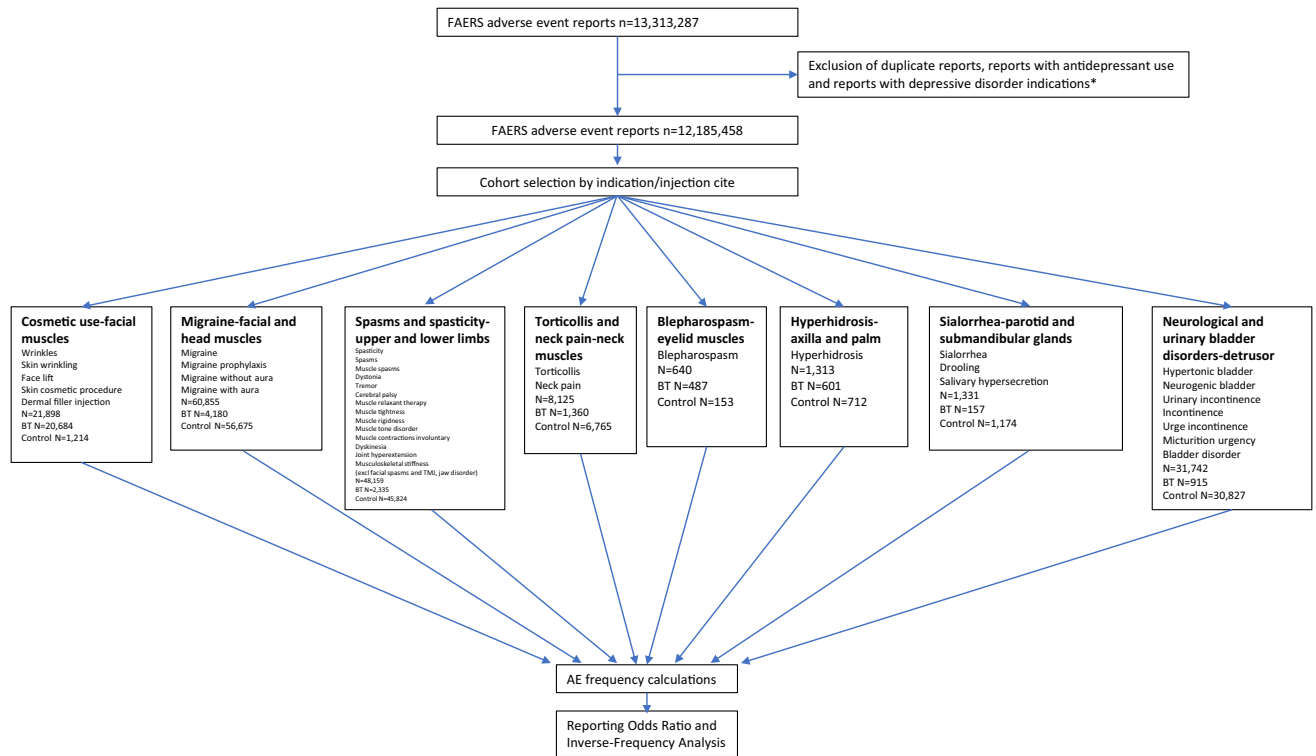 FAERS adverse event reports n=13,313,287
Exclusion of duplicate reports, reports with antidepressant use
and reports with depressive disorder indications*
FAERS adverse event reports n=12,185,458
Cohort selection by indication/injection cite
Cosmetic use-facial
muscles
Wrinkles
Skin wrinkling
Face lift
Skin cosmetic procedure
Dermal filler injection
N=21,898
BT N=20,684
Control N=1,214
Migraine-facial and
head muscles
Migraine
Migraine prophylaxis
Migraine without aura
Migraine with aura
N=60,855
BT N=4,180
Control N=56,675
Spasms and spasticity-
upper and lower limbs
Spasticity
Spasms
Muscle spasms
Dystonia
Tremor
Cerebral palsy
Muscle relaxant therapy
Muscle tightness
Muscle rigidness
Muscle tone disorder
Muscle contractions involuntary
Dyskinesia
Joint hyperextension
Musculoskeletal stiffness
(excl facial spasms and TMJ, jaw disorder)
N=48,159
BT N=2,335
Control N=45,824
Torticollis and
neck pain-neck
muscles
Torticollis
Neck pain
N=8,125
BT N=1,360
Control N=6,765
Blepharospasm-
eyelid muscles
Blepharospasm
N=640
BT N=487
Control N=153
Hyperhidrosis-
axilla and palm
Hyperhidrosis
N=1,313
BT N=601
Control N=712
Sialorrhea-parotid and
submandibular glands
Sialorrhea
Drooling
Salivary hypersecretion
N=1,331
BT N=157
Control N=1,174
Neurological and
urinary bladder
disorders-detrusor
Hypertonic bladder
Neurogenic bladder
Urinary incontinence
Incontinence
Urge incontinence
Micturition urgency
Bladder disorder
N=31,742
BT N=915
Control N=30,827
AE frequency calculations
Reporting Odds Ratio and
Inverse-Frequency Analysis